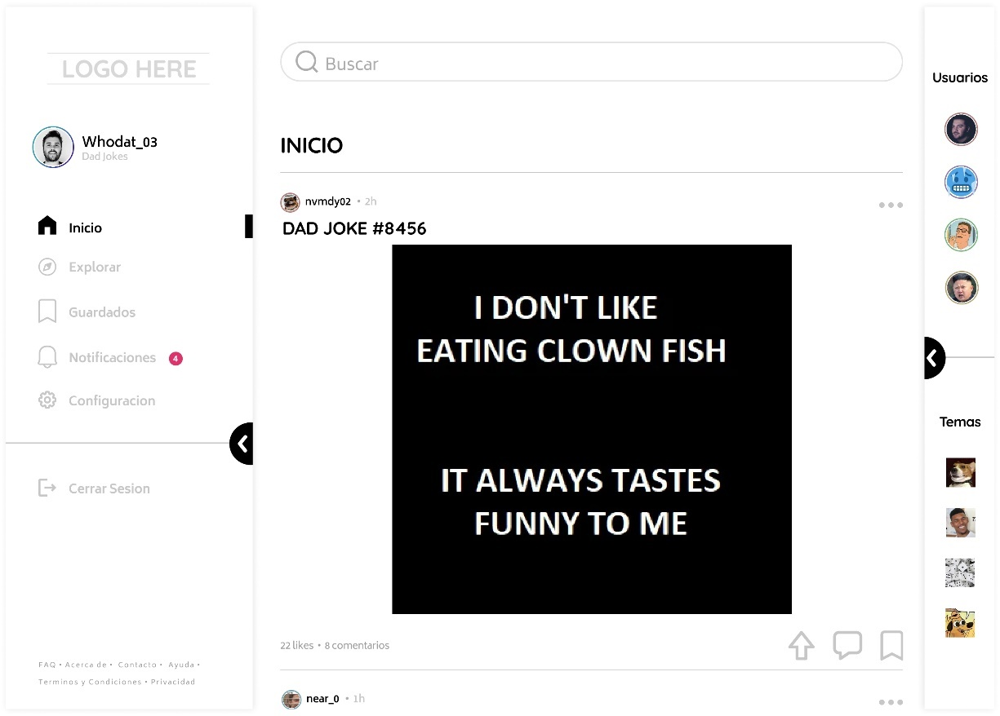 LOGO HERE
Whodat_03
Dad Jokes
Inicio
Explorar
Guardados
Notificaciones 4
Configuracion
Cerrar Sesion
FAQ • Acerca de • Contacto • Ayuda •
Terminos y Condiciones • Privacidad
Buscar
INICIO
nvmdy02 • 2h
DAD JOKE #8456
I DON'T LIKE
EATING CLOWN FISH
IT ALWAYS TASTES
FUNNY TO ME
22 likes • 8 comentarios
near_0 • 1h
Usuarios
Temas